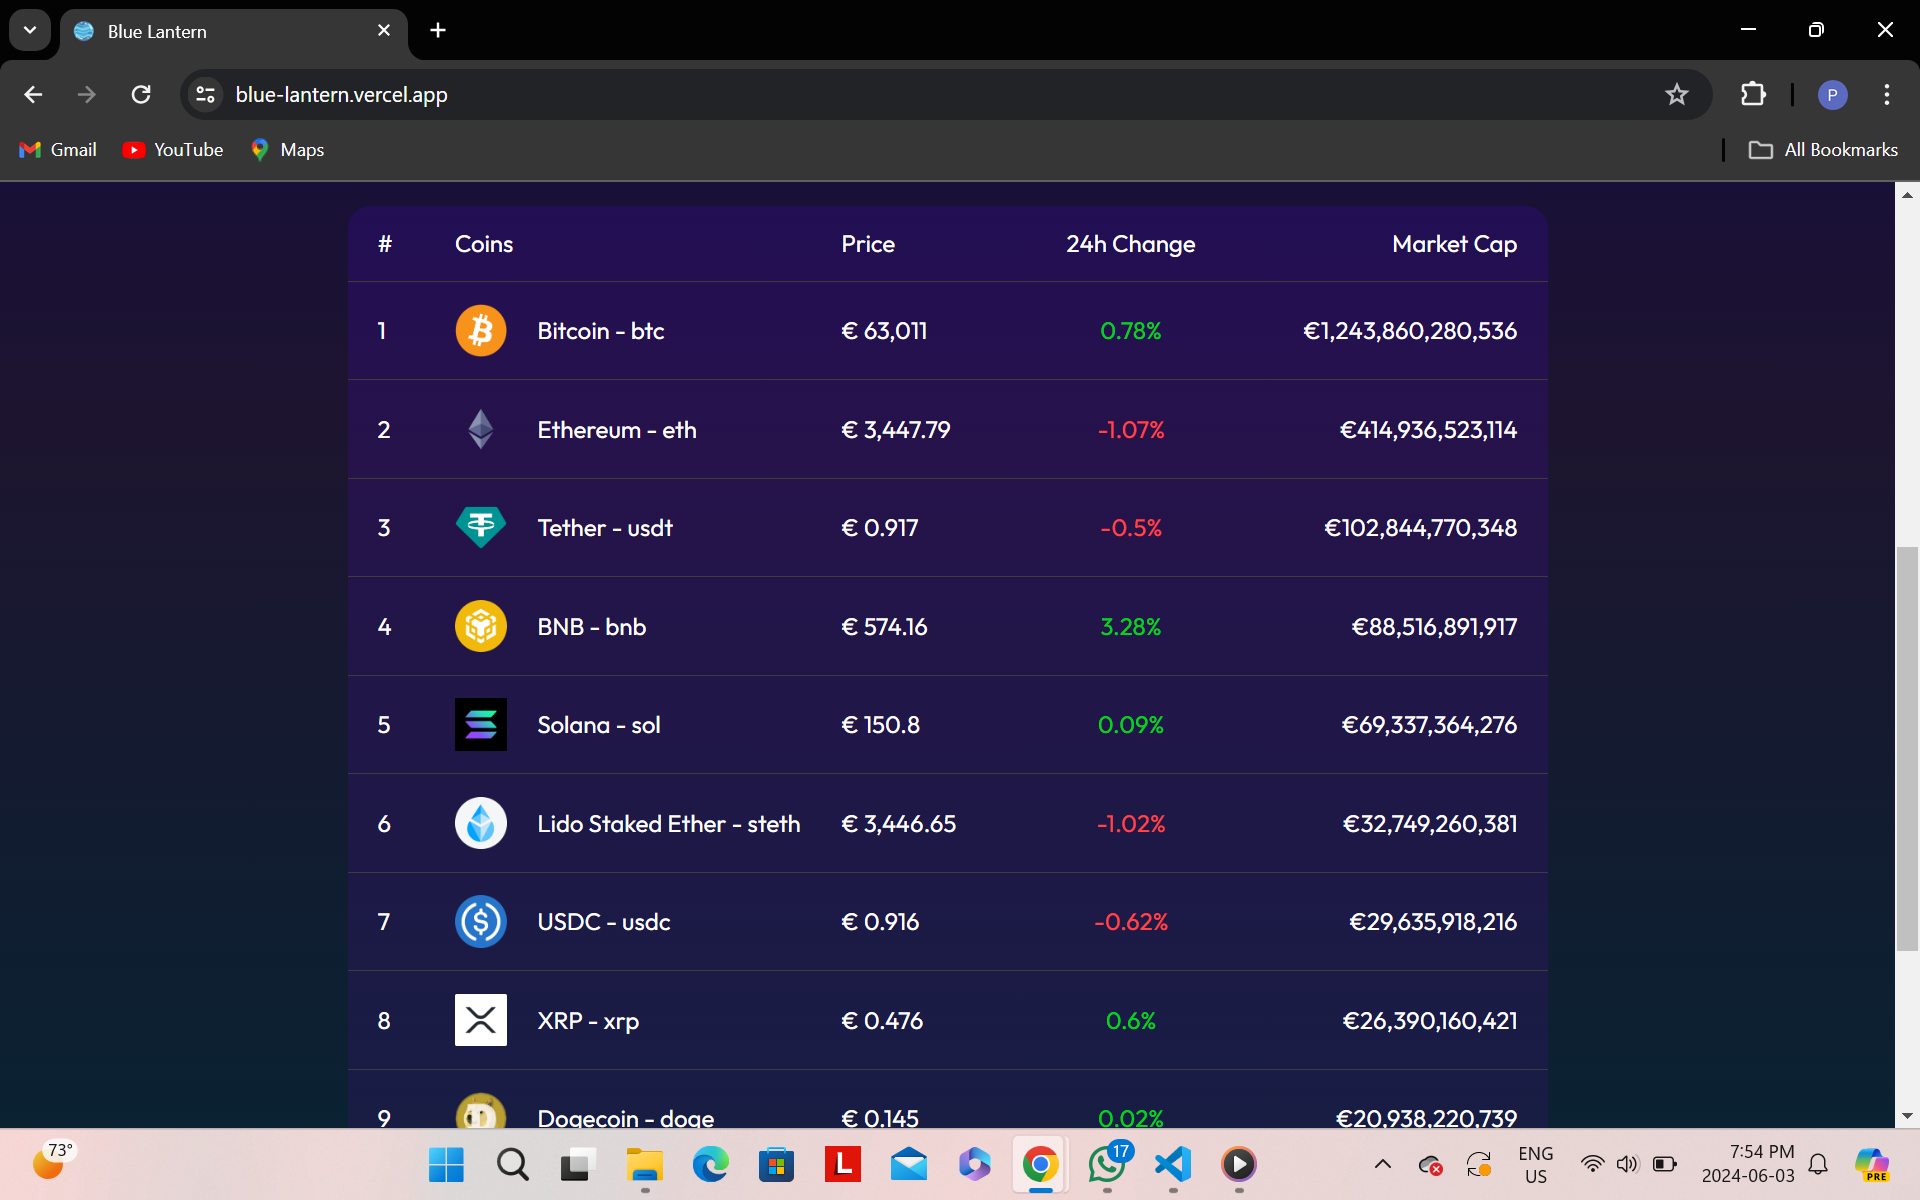 Blue Lantern
blue-lantern.vercel.app
P
Gmail YouTube Maps All Bookmarks
# Coins Price 24h Change Market Cap
1 Bitcoin - btc € 63,011 0.78% €1,243,860,280,536
2 Ethereum - eth € 3,447.79 -1.07% €414,936,523,114
3 Tether - usdt € 0.917 -0.5% €102,844,770,348
4 BNB - bnb € 574.16 3.28% €88,516,891,917
5 Solana - sol € 150.8 0.09% €69,337,364,276
6 Lido Staked Ether - steth € 3,446.65 -1.02% €32,749,260,381
7 USDC - usdc € 0.916 -0.62% €29,635,918,216
8 XRP - xrp € 0.476 0.6% €26,390,160,421
9 Dogecoin - doge € 0.145 0.02% €20,938,220,739
73°
L
17
ENG
US
7:54 PM
2024-06-03
PRE